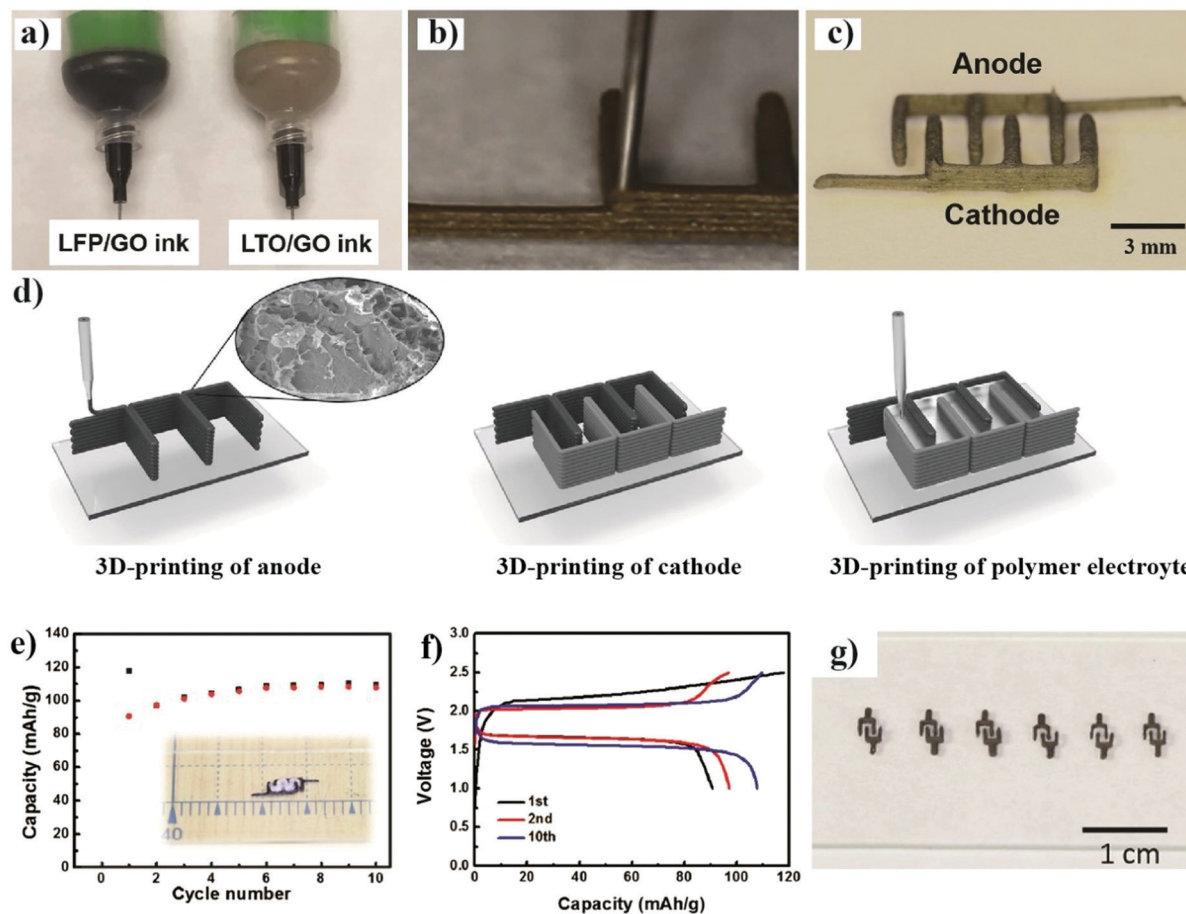 a)
LFP/GO ink
LTO/GO ink
b)
c)
Anode
Cathode
3 mm
d)
3D-printing of anode
3D-printing of cathode
3D-printing of polymer electroyte
e)
Capacity (mAh/g)
140
120
100
80
60
40
20
0
0 2 4 6 8 10
Cycle number
40
f)
Voltage (V)
3.0
2.5
2.0
1.5
1.0
0.5
0.0
1st
2nd
10th
0 20 40 60 80 100 120
Capacity (mAh/g)
g)
1 cm